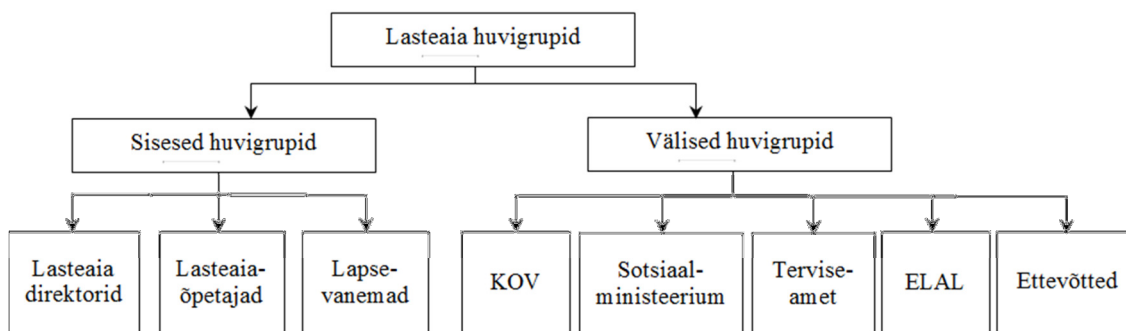 Lasteaia huvigrupid
Sisesed huvigrupid
Välised huvigrupid
Lasteaia
direktorid
Lasteaia-
õpetajad
Lapse-
vanemad
KOV
Sotsiaal-
ministeerium
Tervise-
amet
ELAL
Ettevõtted